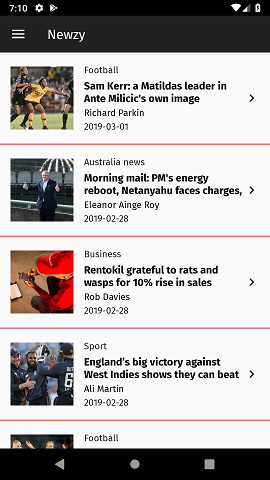 7:10
Newzy
Football
Sam Kerr: a Matildas leader in
Ante Milicic's own image
Richard Parkin
2019-03-01
Australia news
Morning mail: PM's energy
reboot, Netanyahu faces charges,
Eleanor Ainge Roy
2019-02-28
Business
Rentokil grateful to rats and
wasps for 10% rise in sales
Rob Davies
2019-02-28
Sport
England's big victory against
West Indies shows they can beat
Ali Martin
2019-02-28
Football